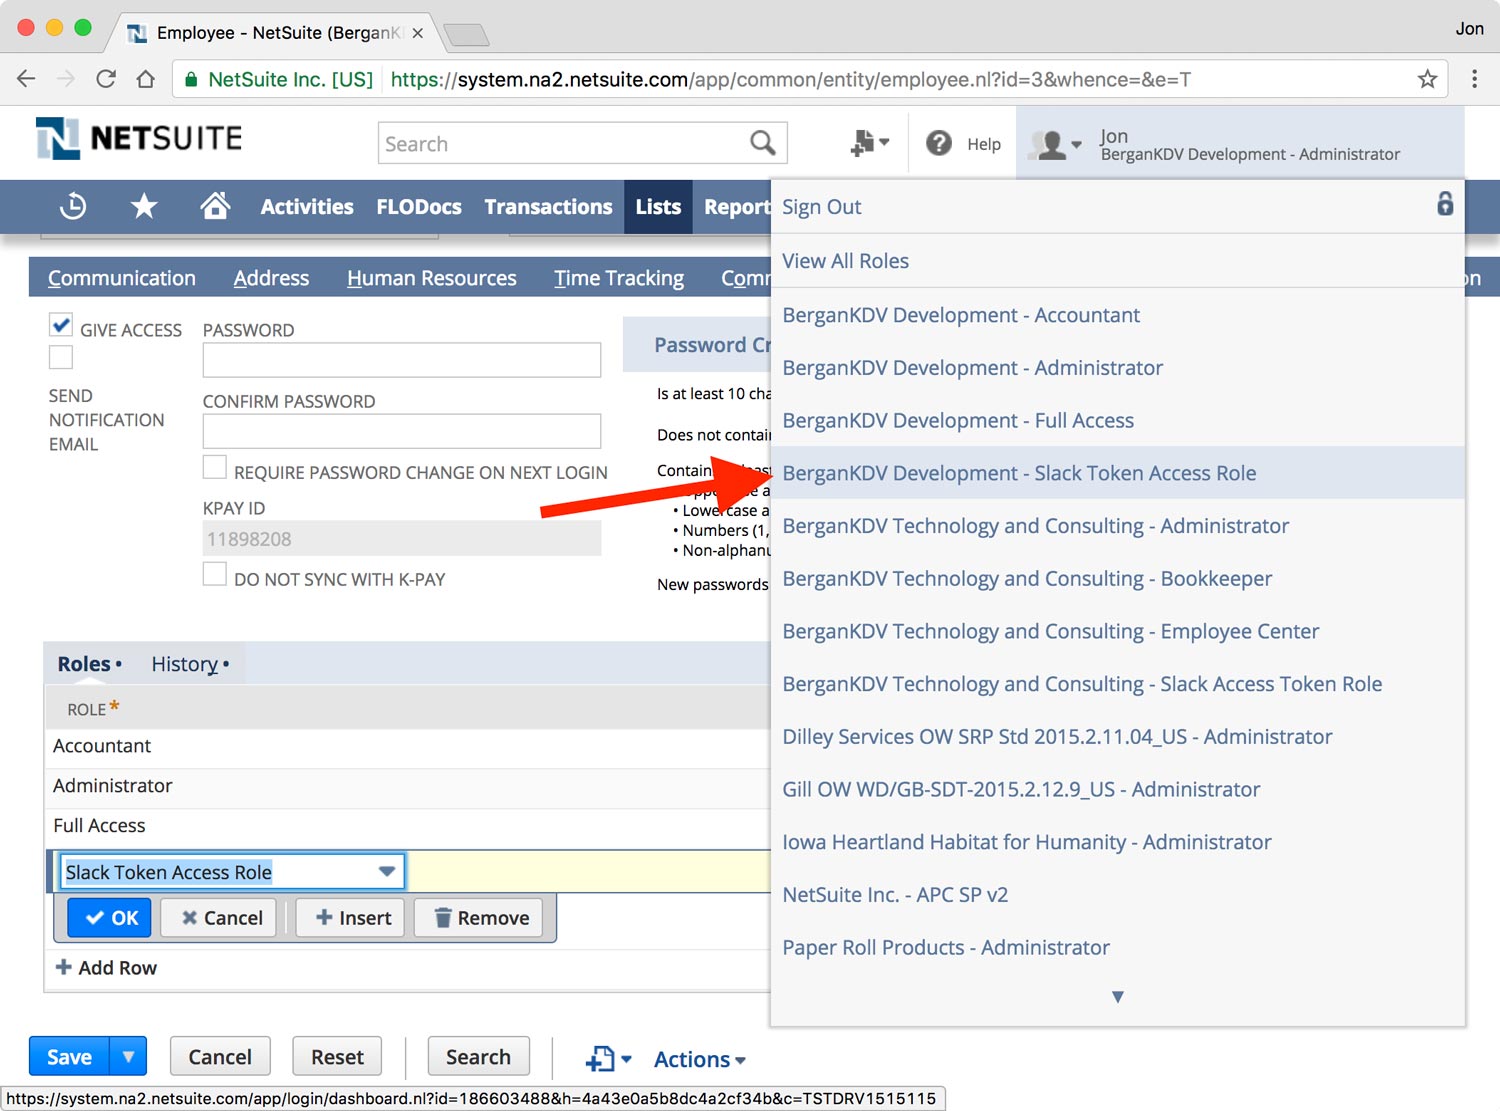 Employee - NetSuite (BerganK
Jon
NetSuite Inc. [US] https://system.na2.netsuite.com/app/common/entity/employee.nl?id=3&whence=&e=T
NETSUITE
Search
Help
Jon
BerganKDV Development - Administrator
Activities FLODocs Transactions Lists Report
Sign Out
View All Roles
BerganKDV Development - Accountant
BerganKDV Development - Administrator
BerganKDV Development - Full Access
BerganKDV Development - Slack Token Access Role
BerganKDV Technology and Consulting - Administrator
BerganKDV Technology and Consulting - Bookkeeper
BerganKDV Technology and Consulting - Employee Center
BerganKDV Technology and Consulting - Slack Access Token Role
Dilley Services OW SRP Std 2015.2.11.04_US - Administrator
Gill OW WD/GB-SDT-2015.2.12.9_US - Administrator
Iowa Heartland Habitat for Humanity - Administrator
NetSuite Inc. - APC SP v2
Paper Roll Products - Administrator
Communication Address Human Resources Time Tracking Comm on
GIVE ACCESS
SEND
NOTIFICATION
EMAIL
PASSWORD
CONFIRM PASSWORD
REQUIRE PASSWORD CHANGE ON NEXT LOGIN
KPAY ID
11898208
DO NOT SYNC WITH K-PAY
Password Cr
Is at least 10 cha
Does not contai
Contain
• Lowercase a
• Numbers (1,
• Non-alphanu
New passwords
Roles • History •
ROLE *
Accountant
Administrator
Full Access
Slack Token Access Role
OK Cancel Insert Remove
Add Row
Save Cancel Reset Search Actions
https://system.na2.netsuite.com/app/login/dashboard.nl?id=186603488&h=4a43e0a5b8dc4a2cf34b&c=TSTDRV1515115